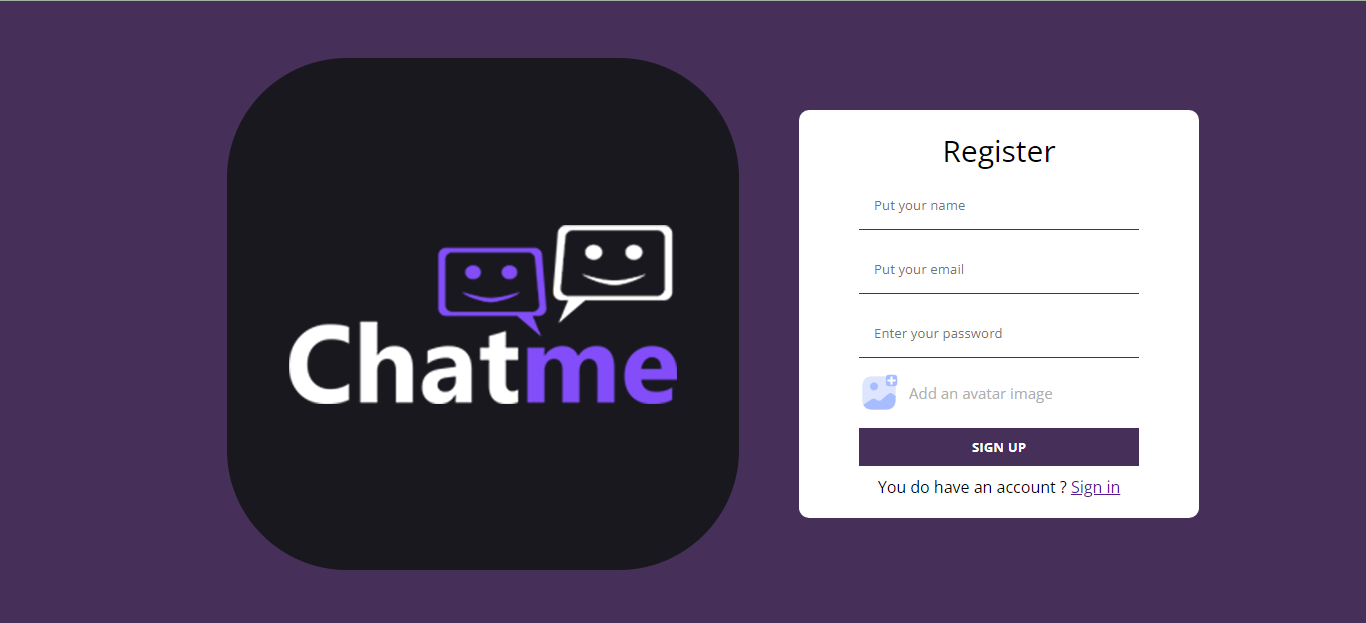 Chatme
Register
Put your name
Put your email
Enter your password
Add an avatar image
SIGN UP
You do have an account ? Sign in